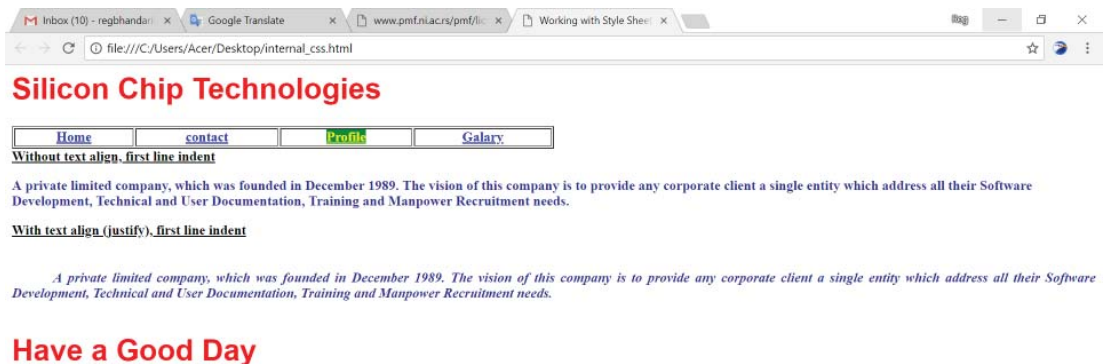 Inbox (10) - regbhandari
Google Translate
www.pmf.ni.ac.rs/pmf/lic
Working with Style Sheet
file:///C:/Users/Acer/Desktop/internal_css.html
Silicon Chip Technologies
Home contact Profile Galary
Without text align, first line indent
A private limited company, which was founded in December 1989. The vision of this company is to provide any corporate client a single entity which address all their Software
Development, Technical and User Documentation, Training and Manpower Recruitment needs.
With text align (justify), first line indent
A private limited company, which was founded in December 1989. The vision of this company is to provide any corporate client a single entity which address all their Software
Development, Technical and User Documentation, Training and Manpower Recruitment needs.
Have a Good Day